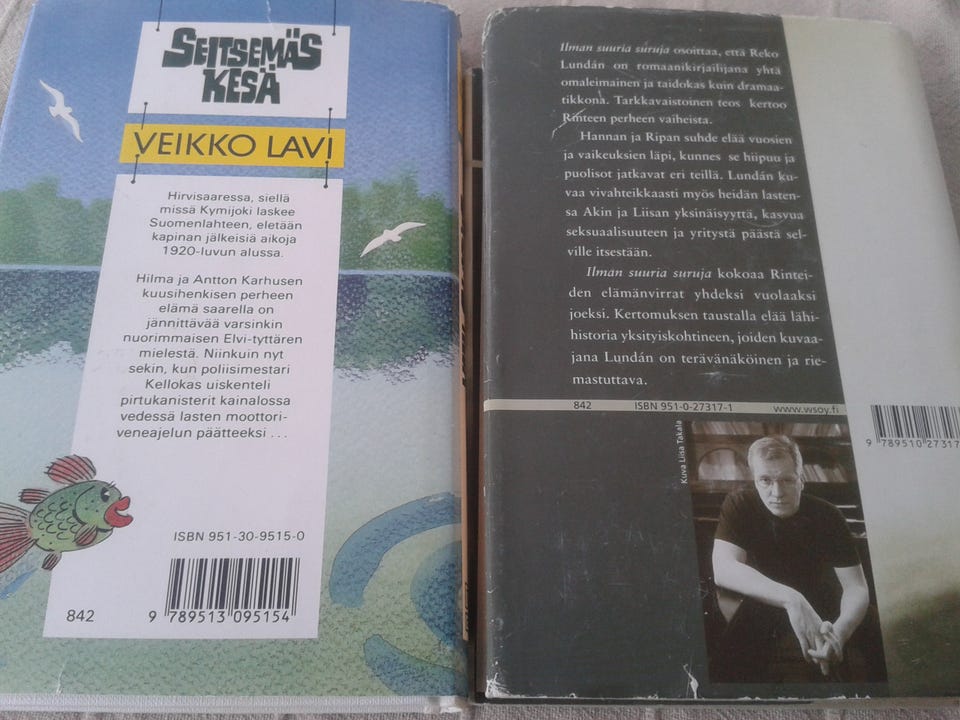 SEITSEMÄS
KESÄ
VEIKKO LAVI
Hirvisaaressa, siellä
missä Kymijoki laskee
Suomenlahteen, eletään
kapinan jälkeisiä aikoja
1920-luvun alussa.
Hilma ja Antton Karhusen
kuusihenkisen perheen
elämä saarella on
jännittävää varsinkin
nuorimmaisen Elvi-tyttären
mielestä. Niinkuin nyt
sekin, kun poliisimestari
Kellokas uiskenteli
pirtukanisterit kainalossa
vedessä lasten moottori-
veneajelun päätteeksi . . .
ISBN 951-30-9515-0
842
9 789513 095154
Ilman suuria suruja osoittaa, että Reko
Lundán on romaanikirjailijana yhtä
omaleimainen ja taidokas kuin dramaa-
tikkona. Tarkkavaistoinen teos kertoo
Rinteen perheen vaiheista.
Hannan ja Ripan suhde elää vuosien
ja vaikeuksien läpi, kunnes se hiipuu ja
puolisot jatkavat eri teillä. Lundán ku-
vaa vivahteikkaasti myös heidän lasten-
sa Akin ja Liisan yksinäisyyttä, kasvua
seksuaalisuuteen ja yritystä päästä sel-
ville itsestään.
Ilman suuria suruja kokoaa Rintei-
den elämänvirrat yhdeksi vuolaaksi
joeksi. Kertomuksen taustalla elää lähi-
historia yksityiskohtineen, joiden kuvaa-
jana Lundán on terävänäköinen ja rie-
mastuttava.
842 ISBN 951-0-27317-1 www.wsoy.fi
9 789510 27317
Kuva Liisa Takala